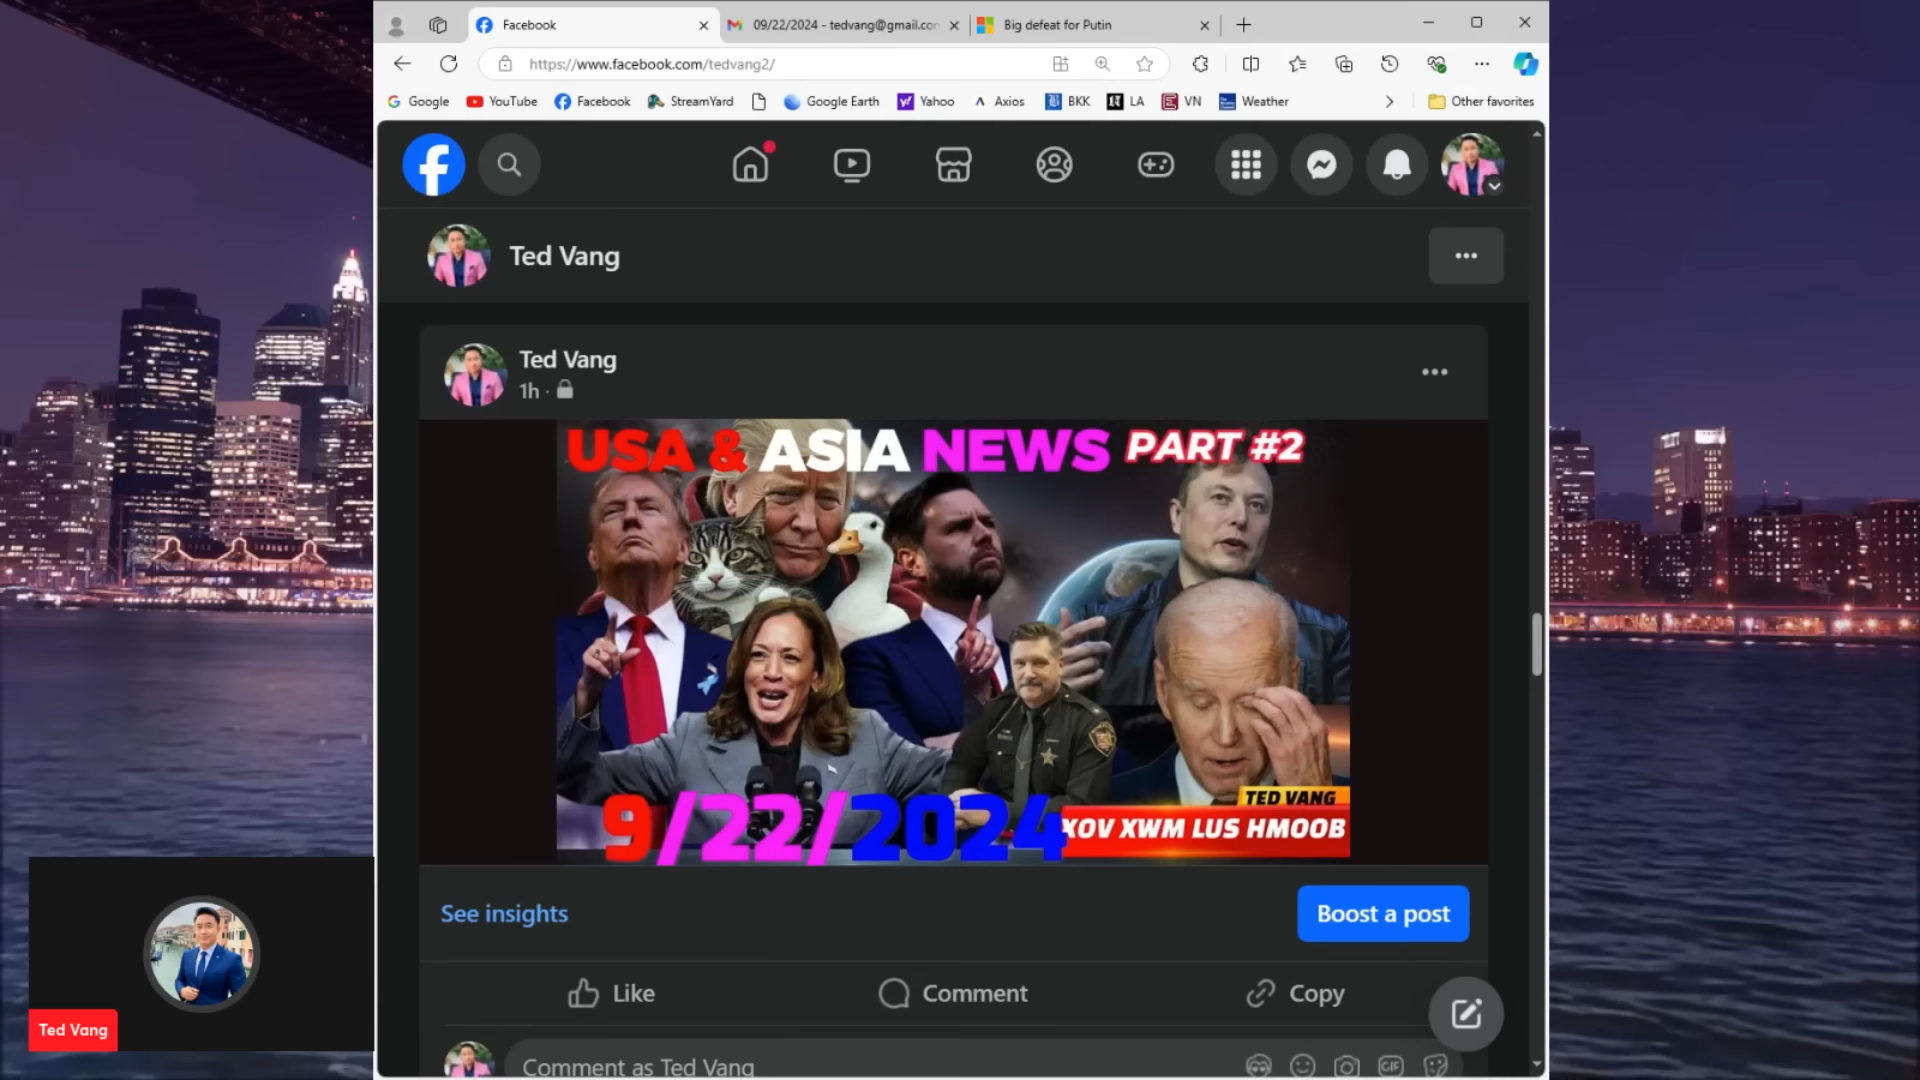 Facebook
09/22/2024 - tedvang@gmail.com
Big defeat for Putin
https://www.facebook.com/tedvang2/
Google
YouTube
Facebook
StreamYard
Google Earth
Yahoo
Axios
BKK
LA
VN
Weather
Other favorites
Ted Vang
Ted Vang
1h ·
USA & ASIA NEWS PART #2
9/22/2024
TED VANG
XOV XWM LUS HMOOB
See insights
Boost a post
Like
Comment
Copy
Comment as Ted Vang
GIF
Ted Vang